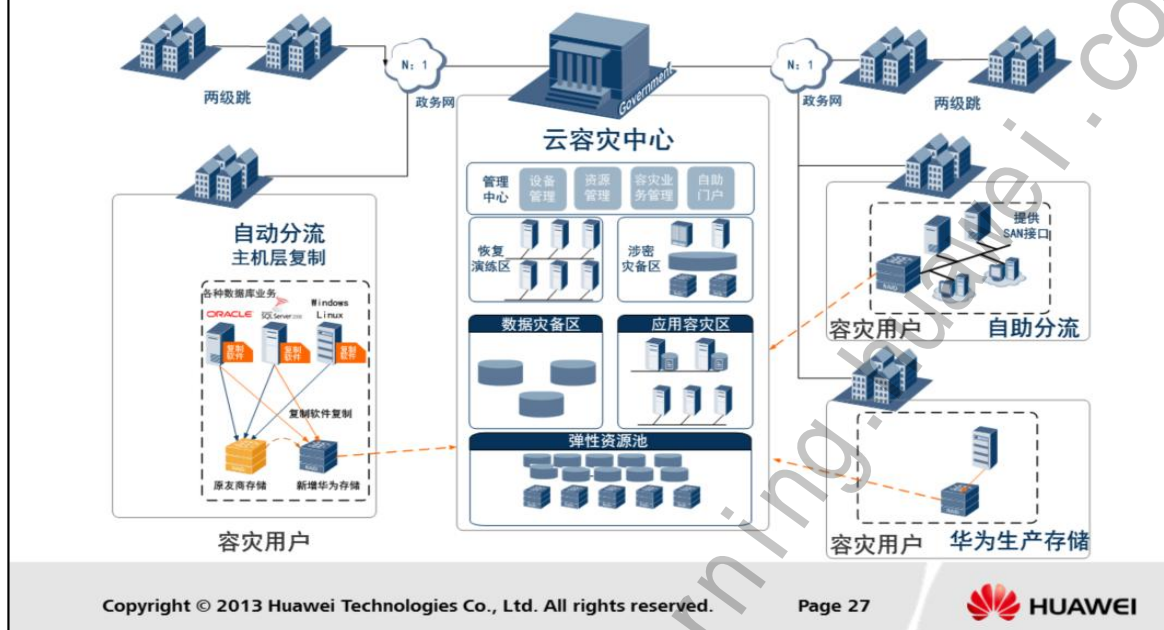 N: 1
政务网
两级跳
Government
N: 1
政务网
两级跳
云容灾中心
管理中心
设备管理
资源管理
容灾业务管理
自助门户
恢复演练区
涉密灾备区
数据灾备区
应用容灾区
弹性资源池
自动分流
主机层复制
各种数据库业务
ORACLE
SQL Server
Windows
Linux
复制软件
复制软件
复制软件
复制软件复制
原友商存储
新增华为存储
容灾用户
提供
SAN接口
容灾用户
自助分流
容灾用户
华为生产存储
Copyright © 2013 Huawei Technologies Co., Ltd. All rights reserved.
Page 27
HUAWEI
rning.huawei.co